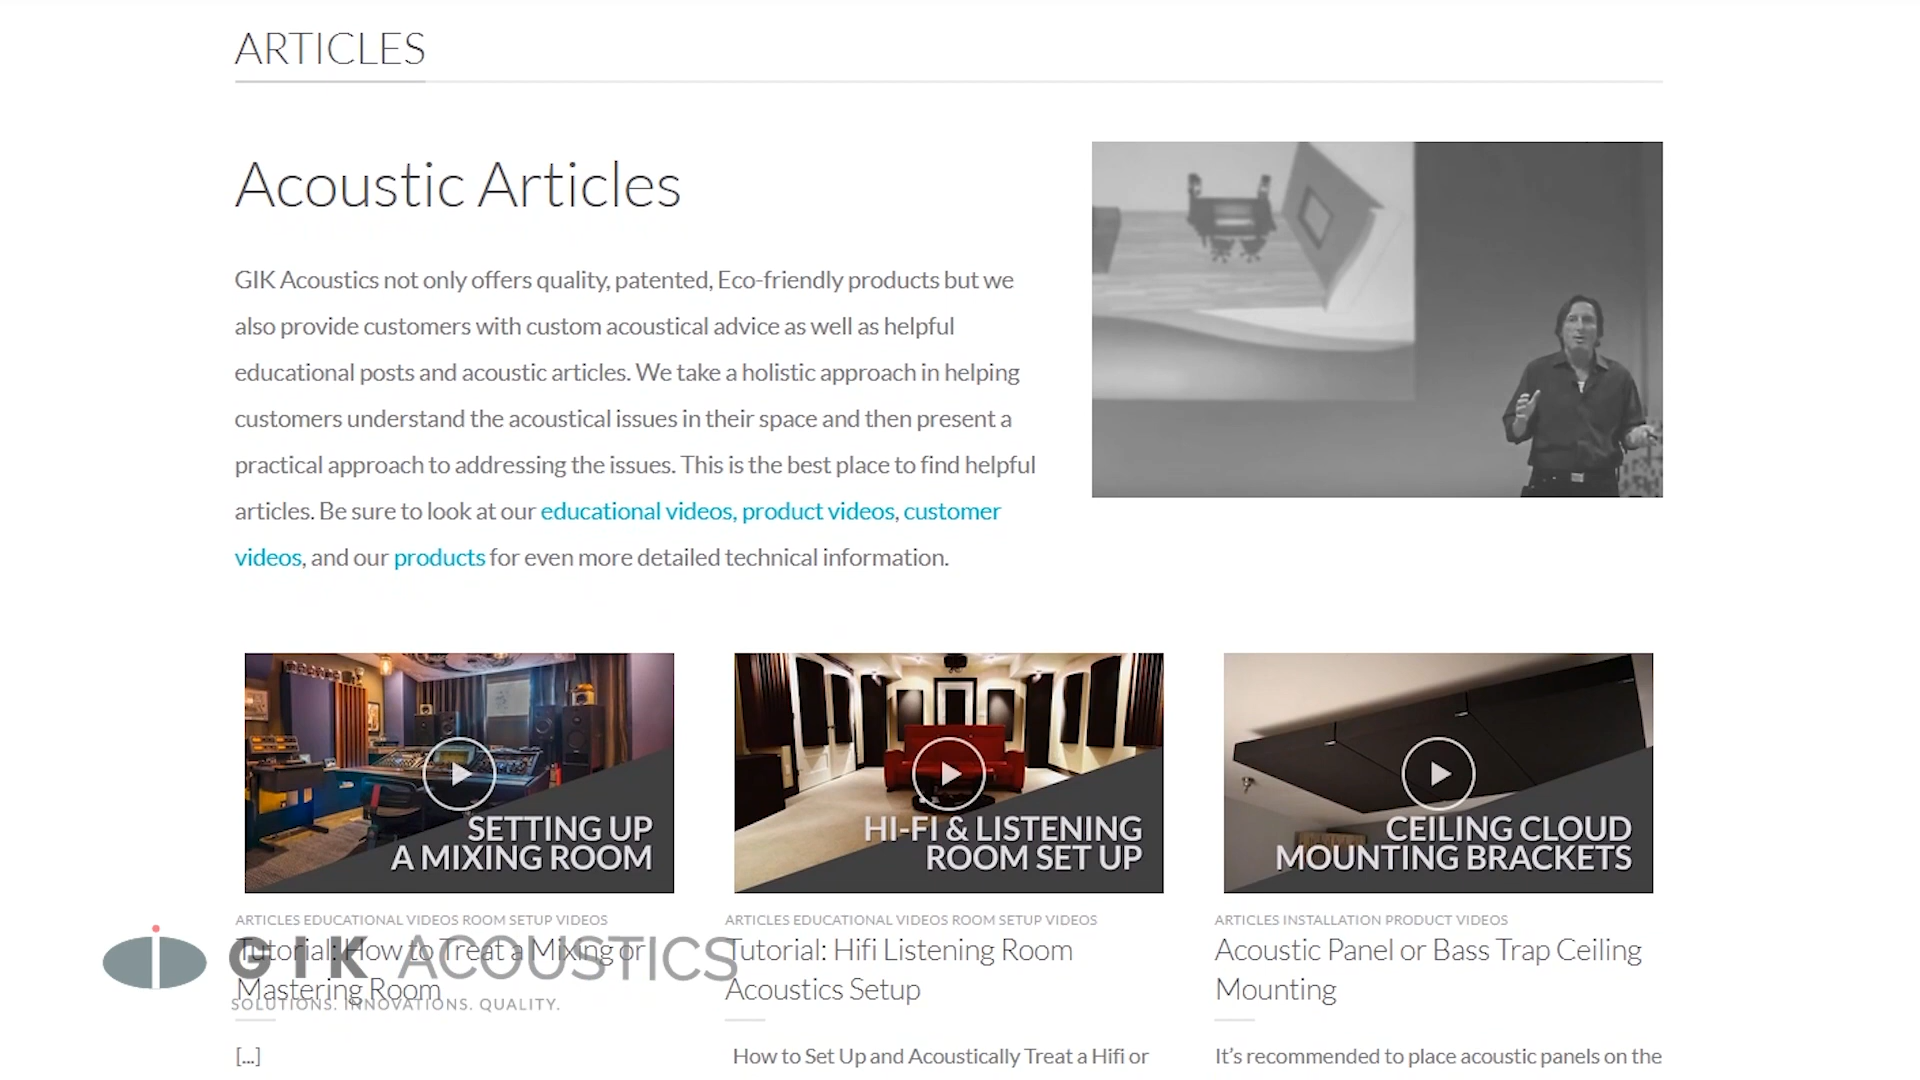 ARTICLES
Acoustic Articles
GIK Acoustics not only offers quality, patented, Eco-friendly products but we
also provide customers with custom acoustical advice as well as helpful
educational posts and acoustic articles. We take a holistic approach in helping
customers understand the acoustical issues in their space and then present a
practical approach to addressing the issues. This is the best place to find helpful
articles. Be sure to look at our educational videos, product videos, customer
videos, and our products for even more detailed technical information.
SETTING UP
A MIXING ROOM
ARTICLES EDUCATIONAL VIDEOS ROOM SETUP VIDEOS
Tutorial: How to Treat a Mixing or
Mastering Room
[...]
HI-FI & LISTENING
ROOM SET UP
ARTICLES EDUCATIONAL VIDEOS ROOM SETUP VIDEOS
Tutorial: Hifi Listening Room
Acoustics Setup
How to Set Up and Acoustically Treat a Hifi or
CEILING CLOUD
MOUNTING BRACKETS
ARTICLES INSTALLATION PRODUCT VIDEOS
Acoustic Panel or Bass Trap Ceiling
Mounting
It’s recommended to place acoustic panels on the
GIK ACOUSTICS
SOLUTIONS. INNOVATIONS. QUALITY.